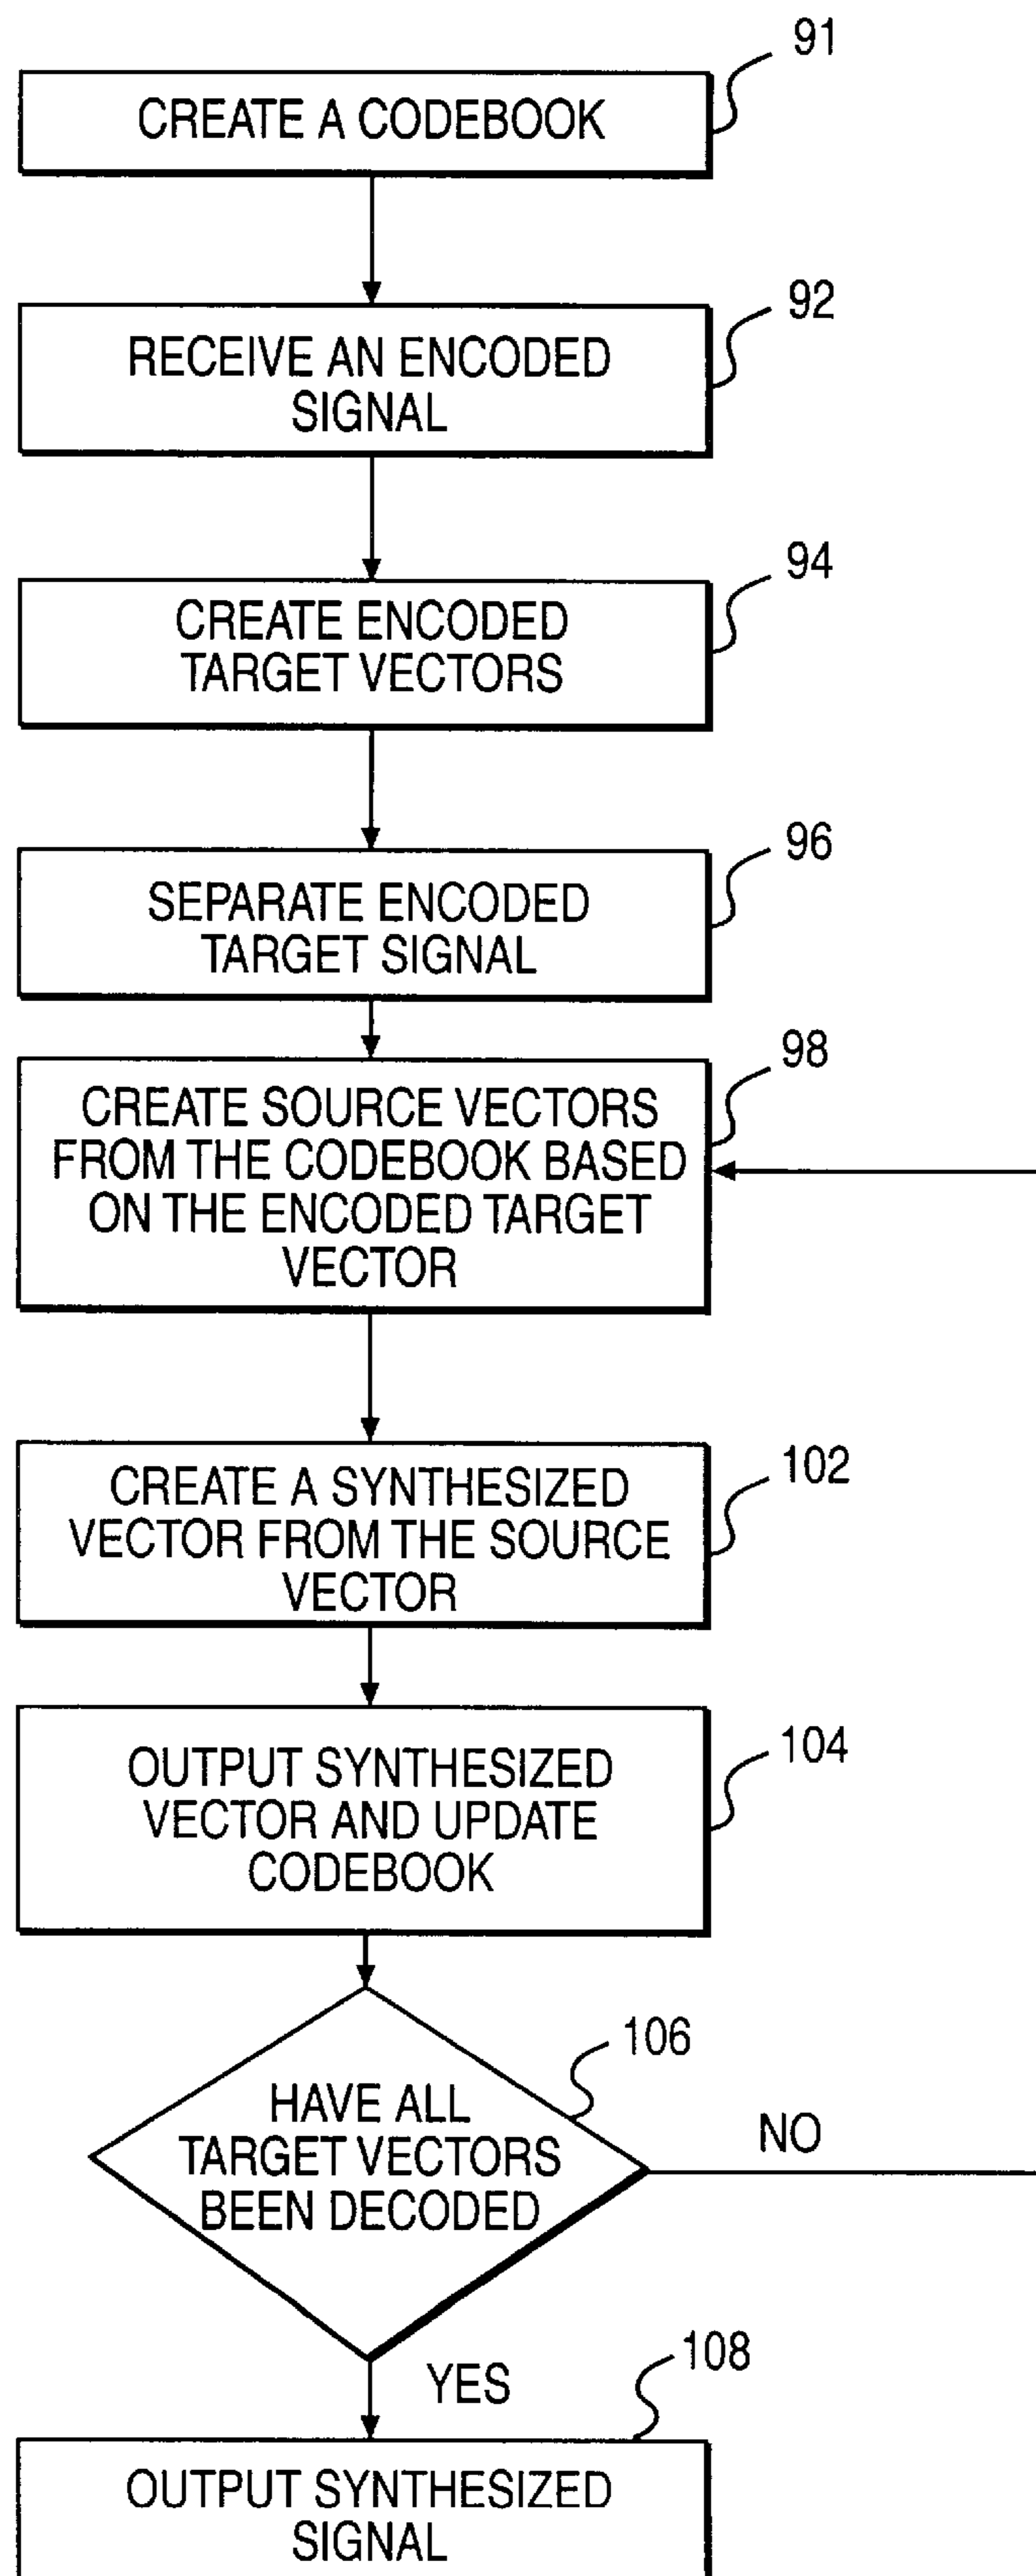 91
CREATE A CODEBOOK
92
RECEIVE AN ENCODED
SIGNAL
94
CREATE ENCODED
TARGET VECTORS
96
SEPARATE ENCODED
TARGET SIGNAL
98
CREATE SOURCE VECTORS
FROM THE CODEBOOK BASED
ON THE ENCODED TARGET
VECTOR
102
CREATE A SYNTHESIZED
VECTOR FROM THE SOURCE
VECTOR
104
OUTPUT SYNTHESIZED
VECTOR AND UPDATE
CODEBOOK
106
HAVE ALL
TARGET VECTORS
BEEN DECODED
NO
YES
108
OUTPUT SYNTHESIZED
SIGNAL